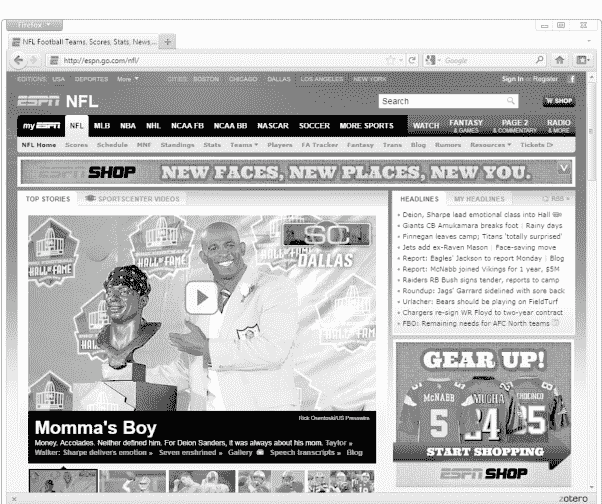 Firefox
NFL Football Teams, Scores, Stats, News, ...
http://espn.go.com/nfl/
Google
EDITIONS: USA DEPORTES More CITIES: BOSTON CHICAGO DALLAS LOS ANGELES NEW YORK
Sign In or Register
ESPN NFL
Search
SHOP
my ESPN NFL MLB NBA NHL NCAA FB NCAA BB NASCAR SOCCER MORE SPORTS WATCH FANTASY & GAMES PAGE 2 & COMMENTARY RADIO & MORE
NFL Home Scores Schedule MNF Standings Stats Teams Players FA Tracker Fantasy Trans Blog Rumors Resources Tickets
ESPN SHOP NEW FACES, NEW PLACES, NEW YOU.
TOP STORIES SPORTSCENTER VIDEOS
HEADLINES MY HEADLINES RSS »
Deion, Sharpe lead emotional class into Hall
Giants CB Amukamara breaks foot | Rainy days
Finnegan leaves camp; Titans 'totally surprised'
Jets add ex-Raven Mason | Face-saving move
Report: Eagles' Jackson to report Monday | Blog
Report: McNabb joined Vikings for 1 year, $5M
Raiders RB Bush signs tender, reports to camp
Roundup: Jags' Garrard sidelined with sore back
Urlacher: Bears should be playing on FieldTurf
Chargers re-sign WR Floyd to two-year contract
FBO: Remaining needs for AFC North teams
HALL OF FAME
SC
DALLAS
Rick Osentoski/US Presswire
Momma's Boy
Money. Accolades. Neither defined him. For Deion Sanders, it was always about his mom. Taylor »
Walker: Sharpe delivers emotion » Seven enshrined » Gallery Speech transcripts » Blog
GEAR UP!
McNABB
5
84
85
START SHOPPING
ESPN SHOP
zotero